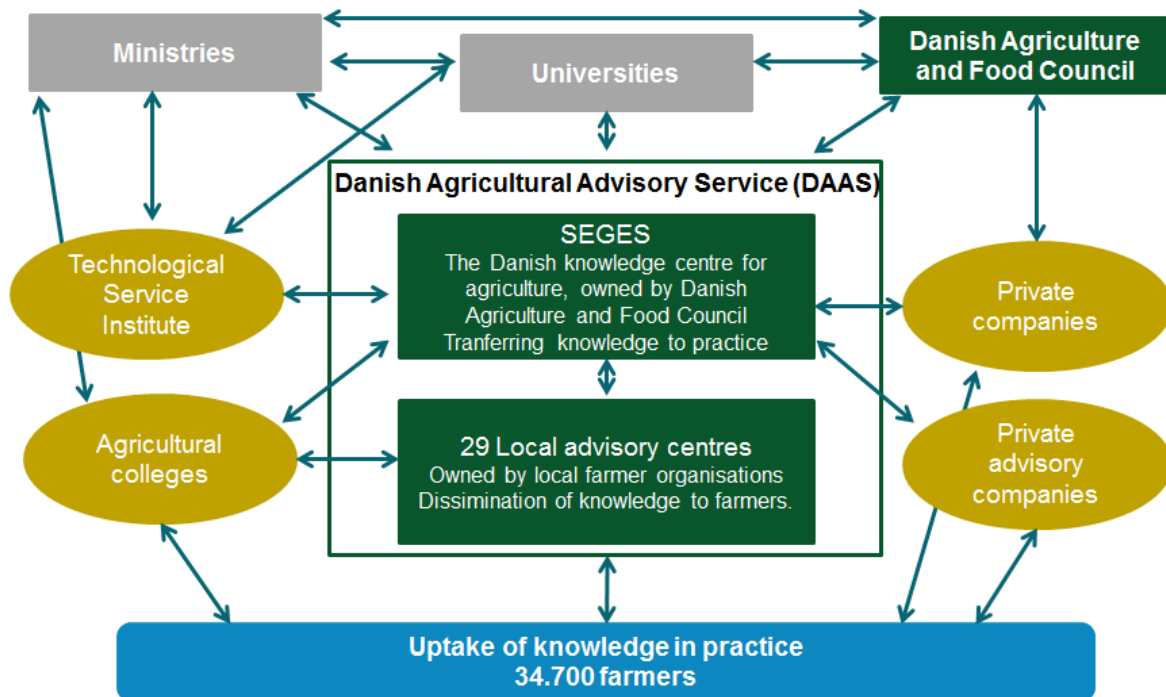 Ministries
Universities
Danish Agriculture
and Food Council
Danish Agricultural Advisory Service (DAAS)
SEGES
The Danish knowledge centre for
agriculture, owned by Danish
Agriculture and Food Council
Tranferring knowledge to practice
Technological
Service
Institute
Private
companies
Agricultural
colleges
29 Local advisory centres
Owned by local farmer organisations
Dissimination of knowledge to farmers.
Private
advisory
companies
Uptake of knowledge in practice
34.700 farmers